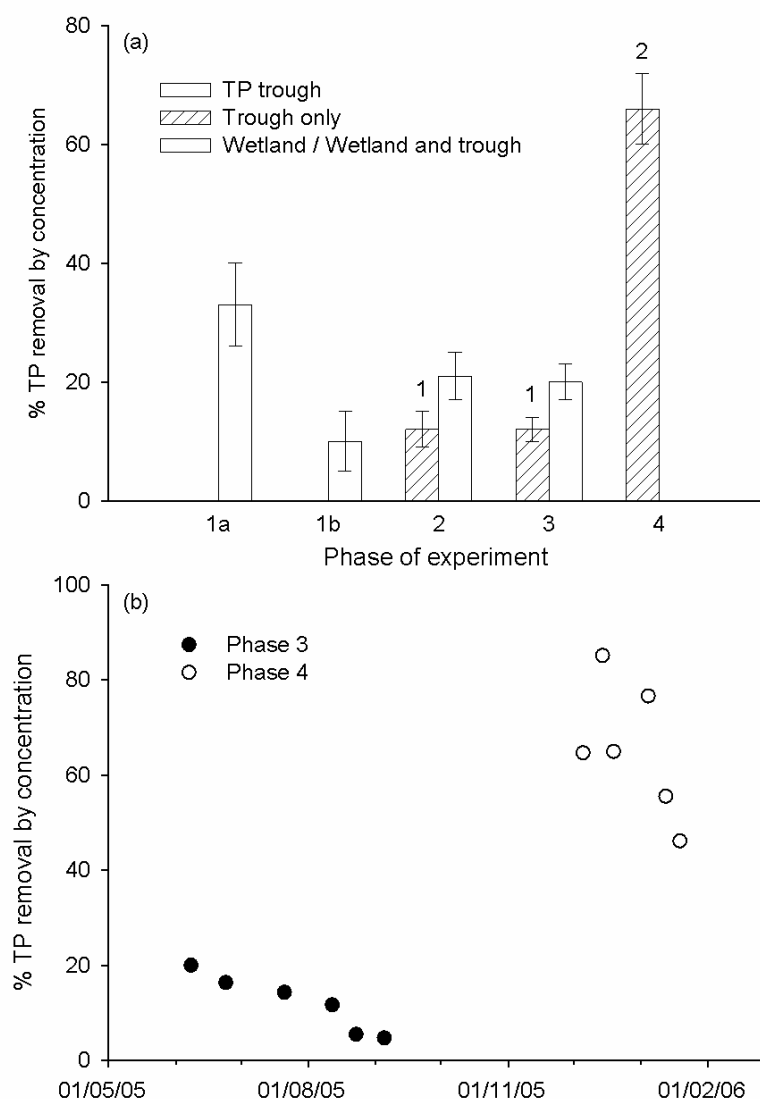 80
(a)
2
TP trough
Trough only
60
Wetland / Wetland and trough
% TP removal by concentration
40
20
1
1
0
1a 1b 2 3 4
Phase of experiment
100
(b)
Phase 3
Phase 4
80
% TP removal by concentration
60
40
20
0
01/05/05 01/08/05 01/11/05 01/02/06